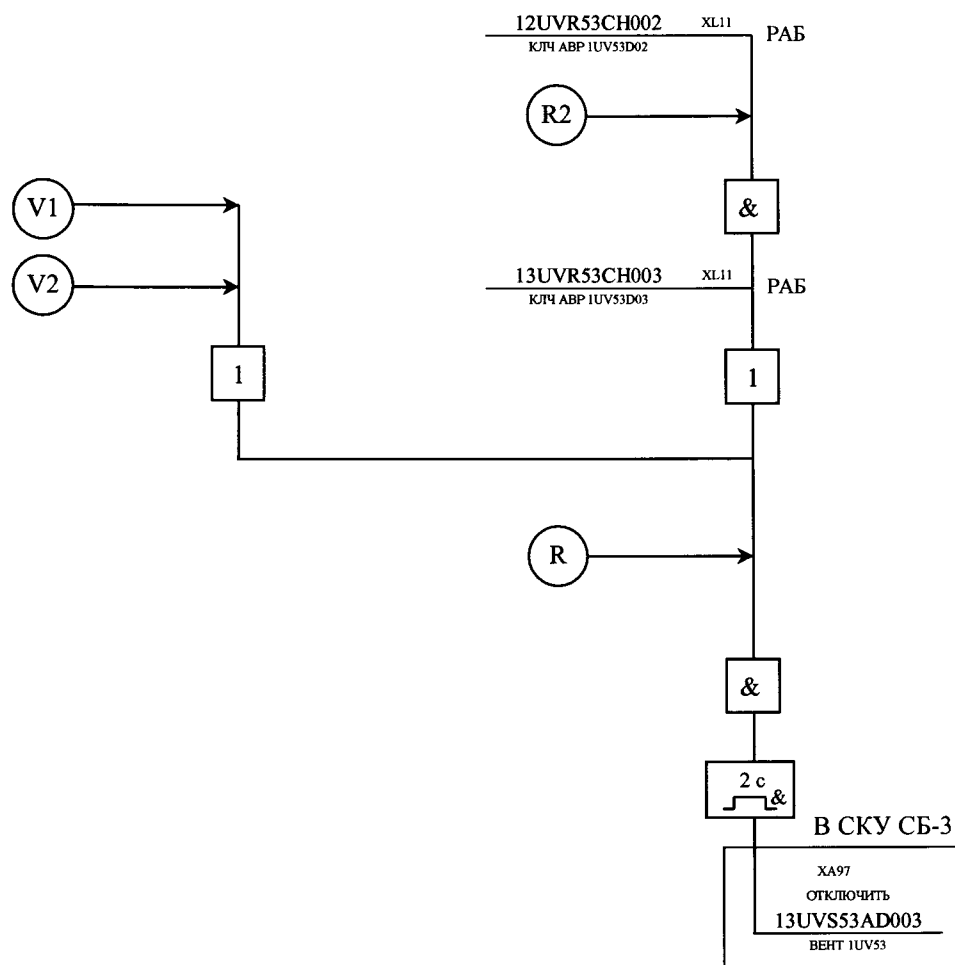 12UVR53CH002 XL11 РАБ
КЛЧ АВР 1UV53D02
R2
V1
&
V2
13UVR53CH003 XL11 РАБ
КЛЧ АВР 1UV53D03
1
1
R
&
2 с
&
В СКУ СБ-3
ХА97
ОТКЛЮЧИТЬ
13UVS53AD003
ВЕНТ 1UV53